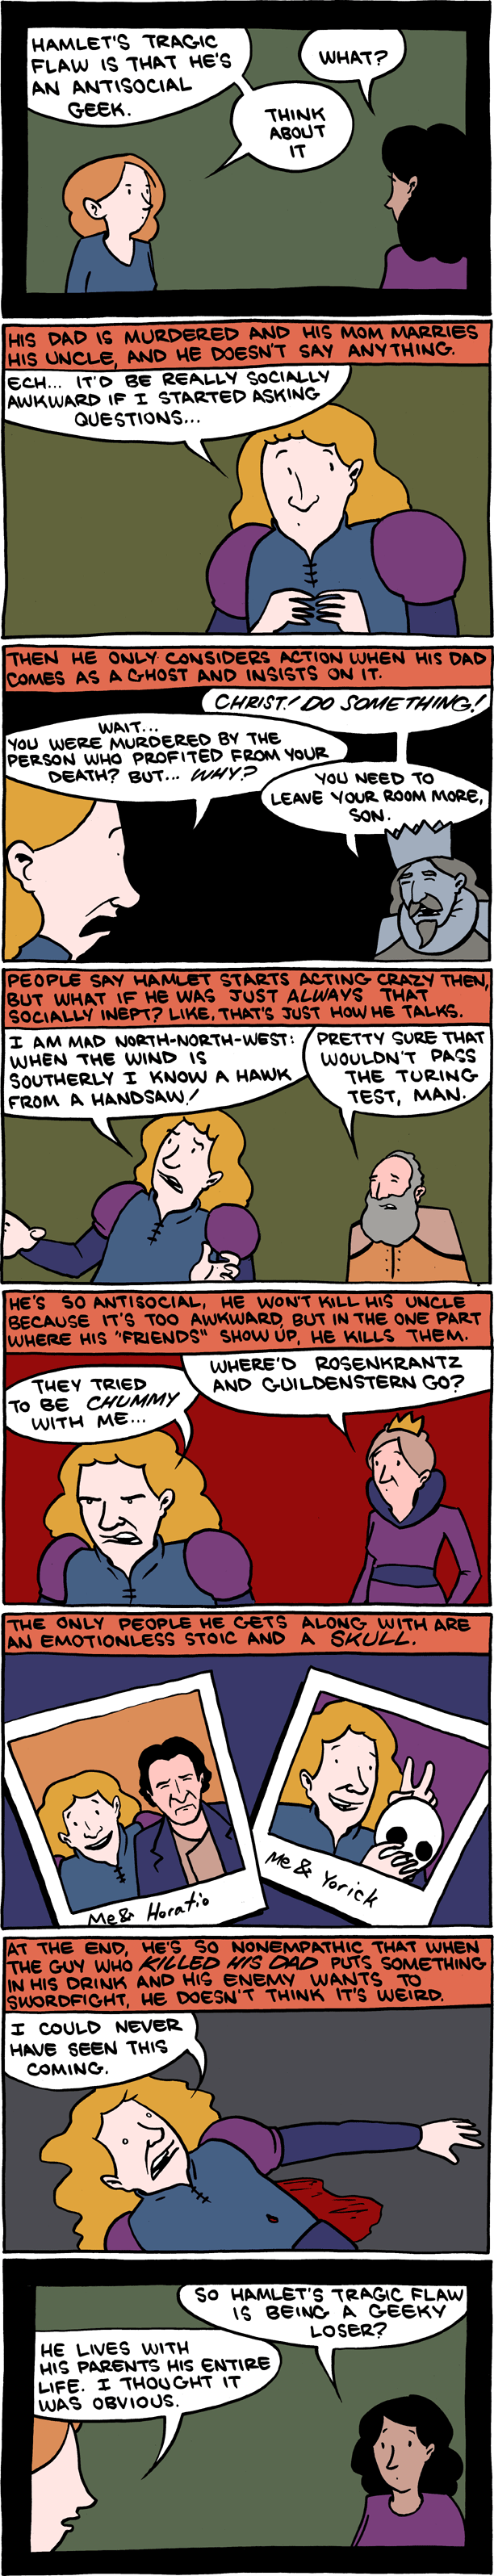 HAMLET'S TRAGIC
FLAW IS THAT HE'S
AN ANTISOCIAL
GEEK.
WHAT?
THINK
ABOUT
IT
HIS DAD IS MURDERED AND HIS MOM MARRIES
HIS UNCLE, AND HE DOESN'T SAY ANYTHING.
ECH... IT'D BE REALLY SOCIALLY
AWKWARD IF I STARTED ASKING
QUESTIONS...
THEN HE ONLY CONSIDERS ACTION WHEN HIS DAD
COMES AS A GHOST AND INSISTS ON IT.
CHRIST! DO SOMETHING!
WAIT...
YOU WERE MURDERED BY THE
PERSON WHO PROFITED FROM YOUR
DEATH? BUT... WHY?
YOU NEED TO
LEAVE YOUR ROOM MORE,
SON.
PEOPLE SAY HAMLET STARTS ACTING CRAZY THEN,
BUT WHAT IF HE WAS JUST ALWAYS THAT
SOCIALLY INEPT? LIKE, THAT'S JUST HOW HE TALKS.
I AM MAD NORTH-NORTH-WEST:
WHEN THE WIND IS
SOUTHERLY I KNOW A HAWK
FROM A HANDSAW!
PRETTY SURE THAT
WOULDN'T PASS
THE TURING
TEST, MAN.
HE'S SO ANTISOCIAL, HE WON'T KILL HIS UNCLE
BECAUSE IT'S TOO AWKWARD, BUT IN THE ONE PART
WHERE HIS "FRIENDS" SHOW UP, HE KILLS THEM.
WHERE'D ROSENKRANTZ
AND GUILDENSTERN GO?
THEY TRIED
TO BE CHUMMY
WITH ME...
THE ONLY PEOPLE HE GETS ALONG WITH ARE
AN EMOTIONLESS STOIC AND A SKULL.
Me & Horatio
Me & Yorick
AT THE END, HE'S SO NONEMPATHIC THAT WHEN
THE GUY WHO KILLED HIS DAD PUTS SOMETHING
IN HIS DRINK AND HIS ENEMY WANTS TO
SWORDFIGHT, HE DOESN'T THINK IT'S WEIRD.
I COULD NEVER
HAVE SEEN THIS
COMING.
SO HAMLET'S TRAGIC FLAW
IS BEING A GEEKY
LOSER?
HE LIVES WITH
HIS PARENTS HIS ENTIRE
LIFE. I THOUGHT IT
WAS OBVIOUS.